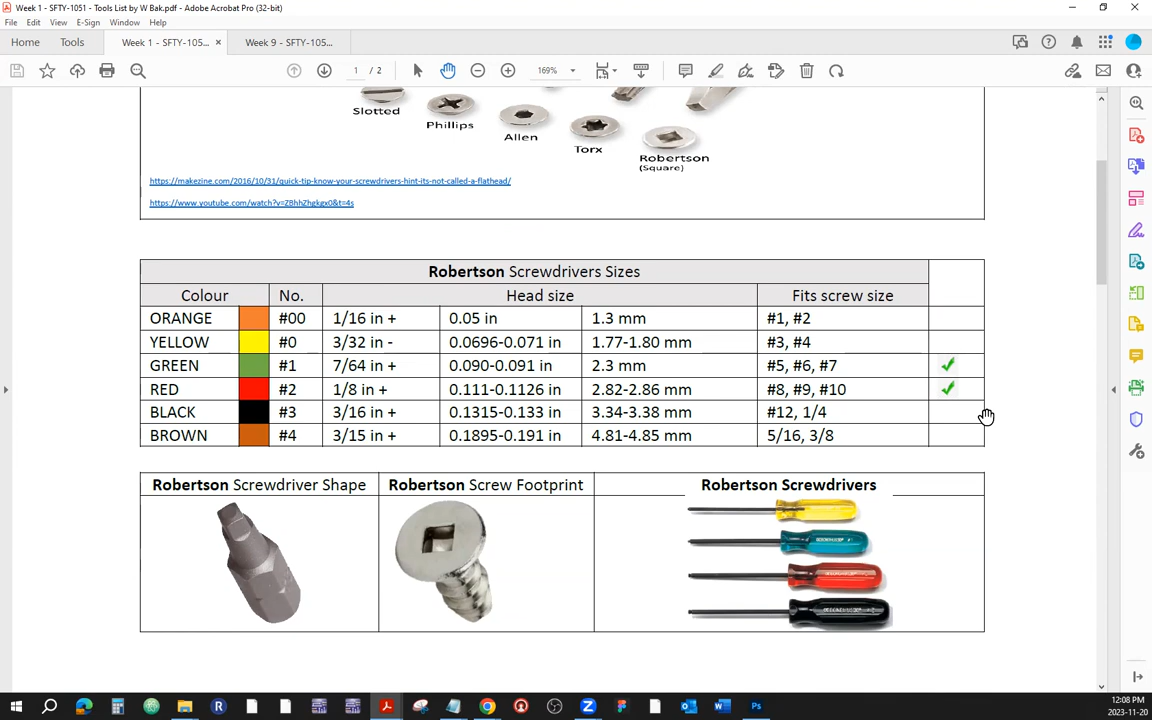 Week 1 - SFTY-1051 - Tools List by W Bak.pdf - Adobe Acrobat Pro (32-bit)
File Edit View E-Sign Window Help
Home Tools Week 1 - SFTY-105... × Week 9 - SFTY-105...
1 / 2 169%
Slotted
Phillips
Allen
Torx
Robertson
(Square)
https://makezine.com/2016/10/31/quick-tip-know-your-screwdrivers-hint-its-not-called-a-flathead/
https://www.youtube.com/watch?v=ZBhhZhgkgx0&t=4s
Robertson Screwdrivers Sizes
Colour No. Head size Fits screw size
ORANGE #00 1/16 in + 0.05 in 1.3 mm #1, #2
YELLOW #0 3/32 in - 0.0696-0.071 in 1.77-1.80 mm #3, #4
GREEN #1 7/64 in + 0.090-0.091 in 2.3 mm #5, #6, #7
RED #2 1/8 in + 0.111-0.1126 in 2.82-2.86 mm #8, #9, #10
BLACK #3 3/16 in + 0.1315-0.133 in 3.34-3.38 mm #12, 1/4
BROWN #4 3/15 in + 0.1895-0.191 in 4.81-4.85 mm 5/16, 3/8
Robertson Screwdriver Shape Robertson Screw Footprint Robertson Screwdrivers
12:08 PM
2023-11-20